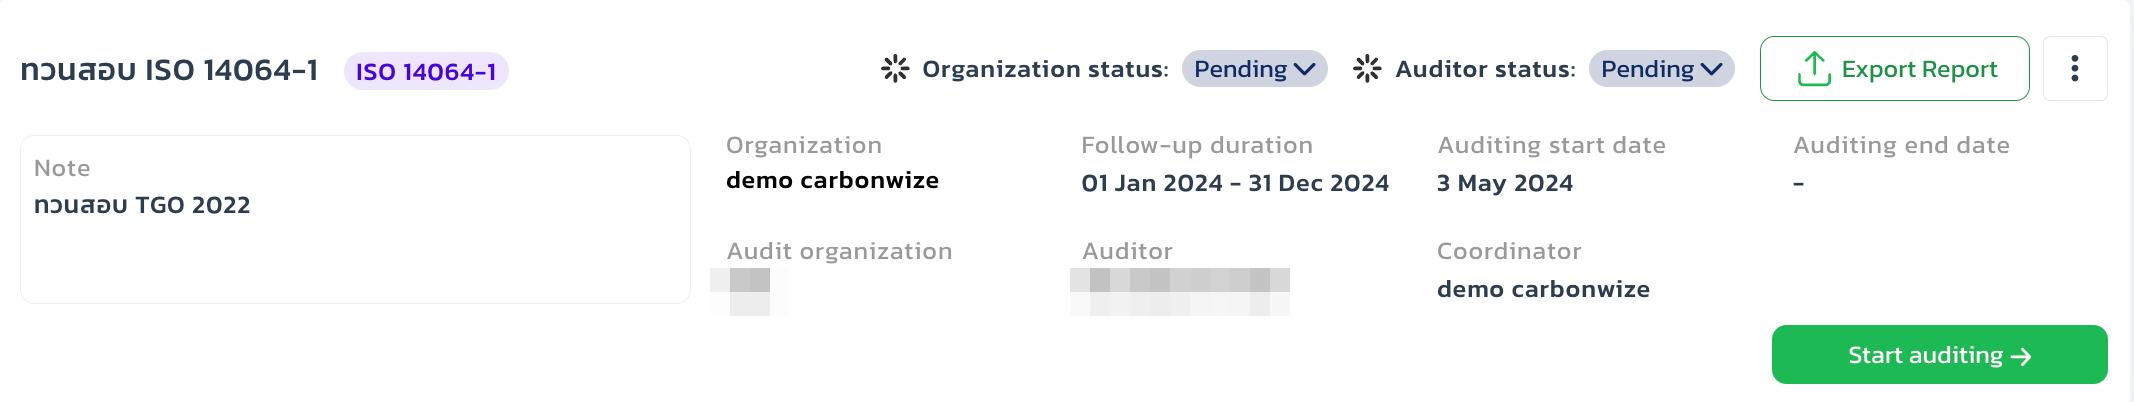 ทวนสอบ ISO 14064-1 ISO 14064-1 Organization status: Pending Auditor status: Pending Export Report
Note
ทวนสอบ TGO 2022
Organization Follow-up duration Auditing start date Auditing end date
demo carbonwize 01 Jan 2024 - 31 Dec 2024 3 May 2024 -
Audit organization Auditor Coordinator
demo carbonwize
Start auditing →